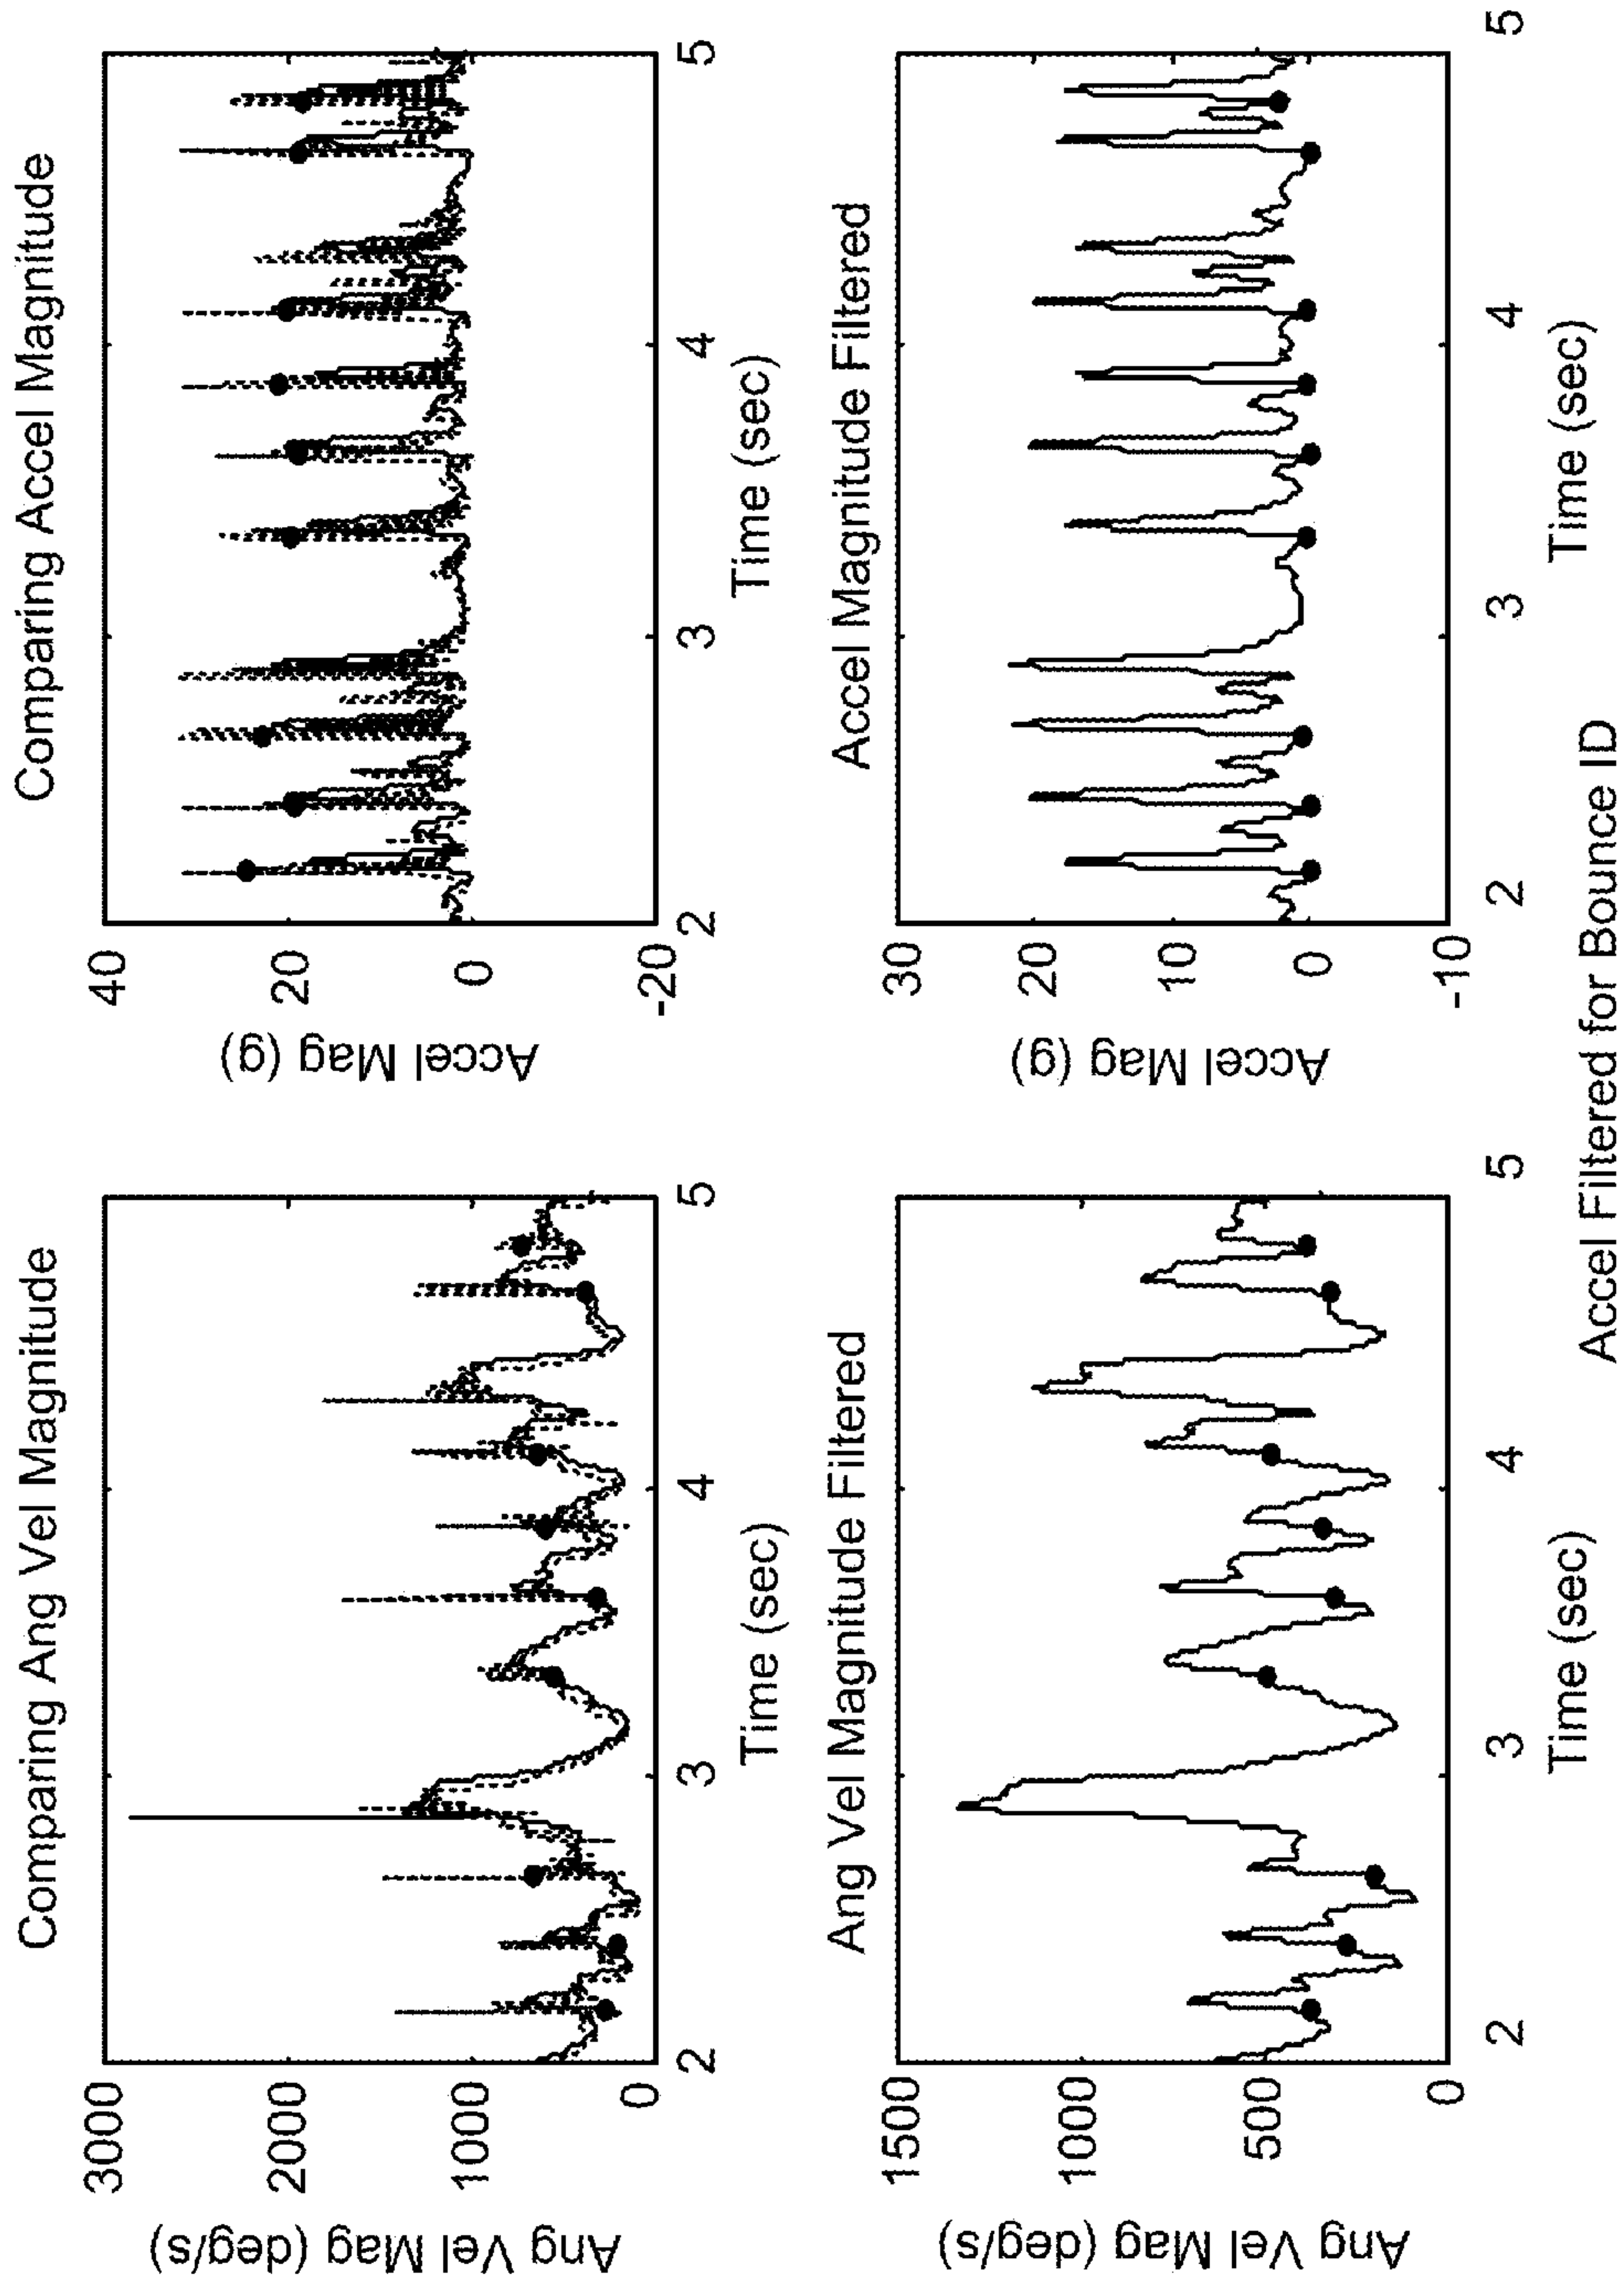 Comparing Ang Vel Magnitude
Ang Vel Mag (deg/s)
3000
2000
1000
0
2
3
4
5
Time (sec)
Comparing Accel Magnitude
Accel Mag (g)
40
20
0
-20
2
3
4
5
Time (sec)
Ang Vel Magnitude Filtered
Ang Vel Mag (deg/s)
1500
1000
500
0
2
3
4
5
Time (sec)
Accel Magnitude Filtered
Accel Mag (g)
30
20
10
0
-10
2
3
4
5
Time (sec)
Accel Filtered for Bounce ID